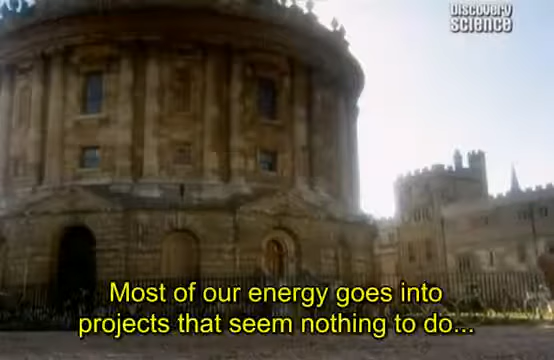 Discovery
SCIENCE
Most of our energy goes into
projects that seem nothing to do...